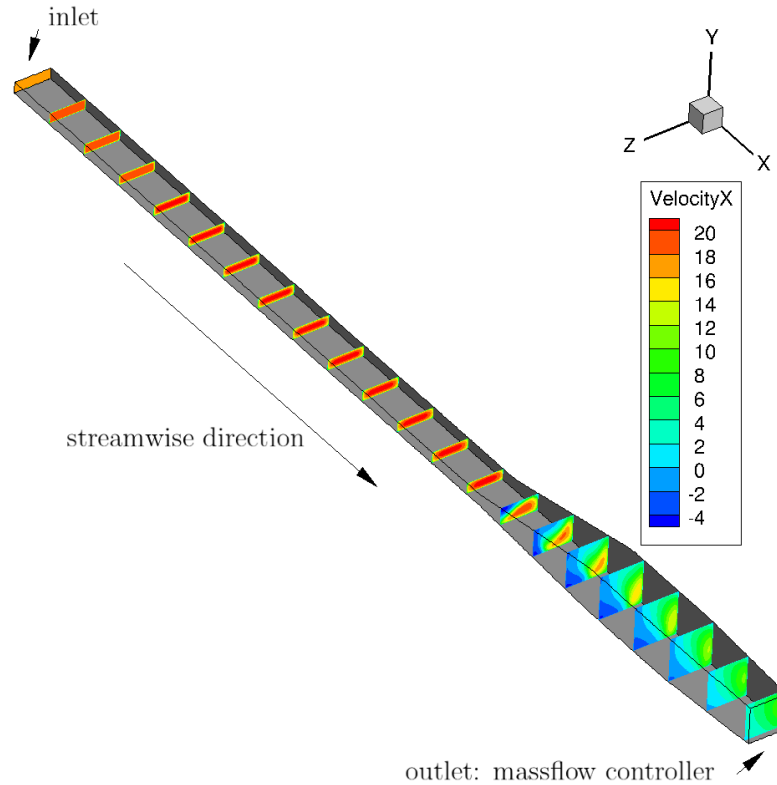 inlet
Y
Z
X
VelocityX
20
18
16
14
12
10
8
6
4
2
0
-2
-4
streamwise direction
outlet: massflow controller